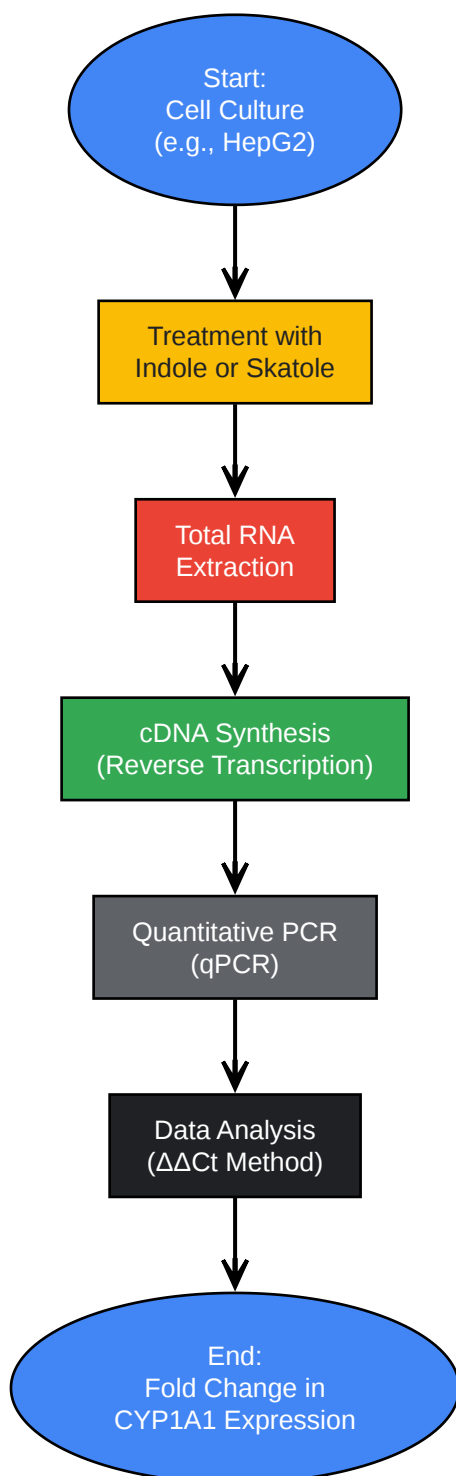 Start:
Cell Culture
(e.g., HepG2)
Treatment with
Indole or Skatole
Total RNA
Extraction
cDNA Synthesis
(Reverse Transcription)
Quantitative PCR
(qPCR)
Data Analysis
(ΔΔCt Method)
End:
Fold Change in
CYP1A1 Expression